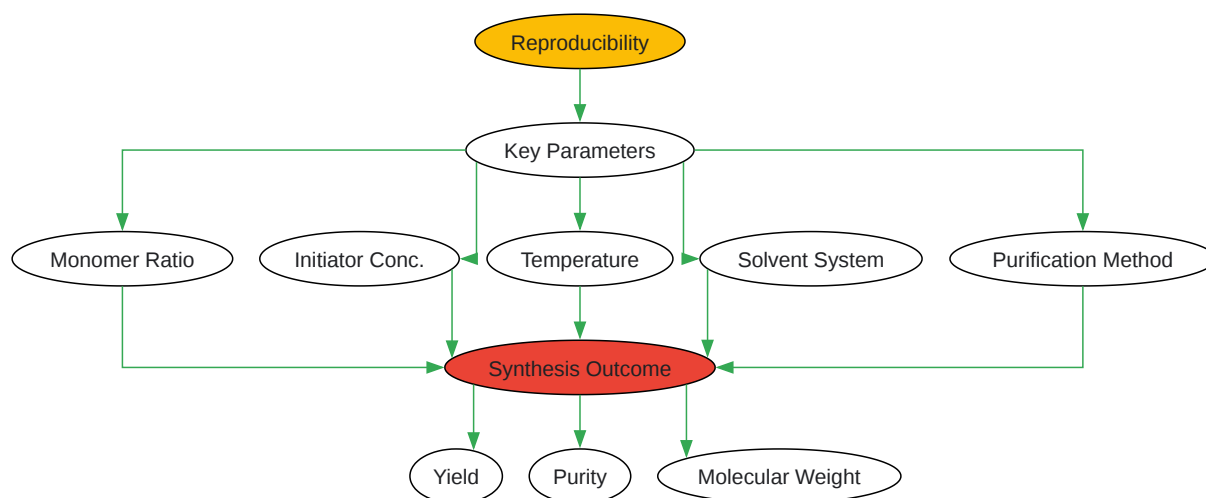 Reproducibility
Key Parameters
Monomer Ratio
Initiator Conc.
Temperature
Solvent System
Purification Method
Synthesis Outcome
Yield
Purity
Molecular Weight